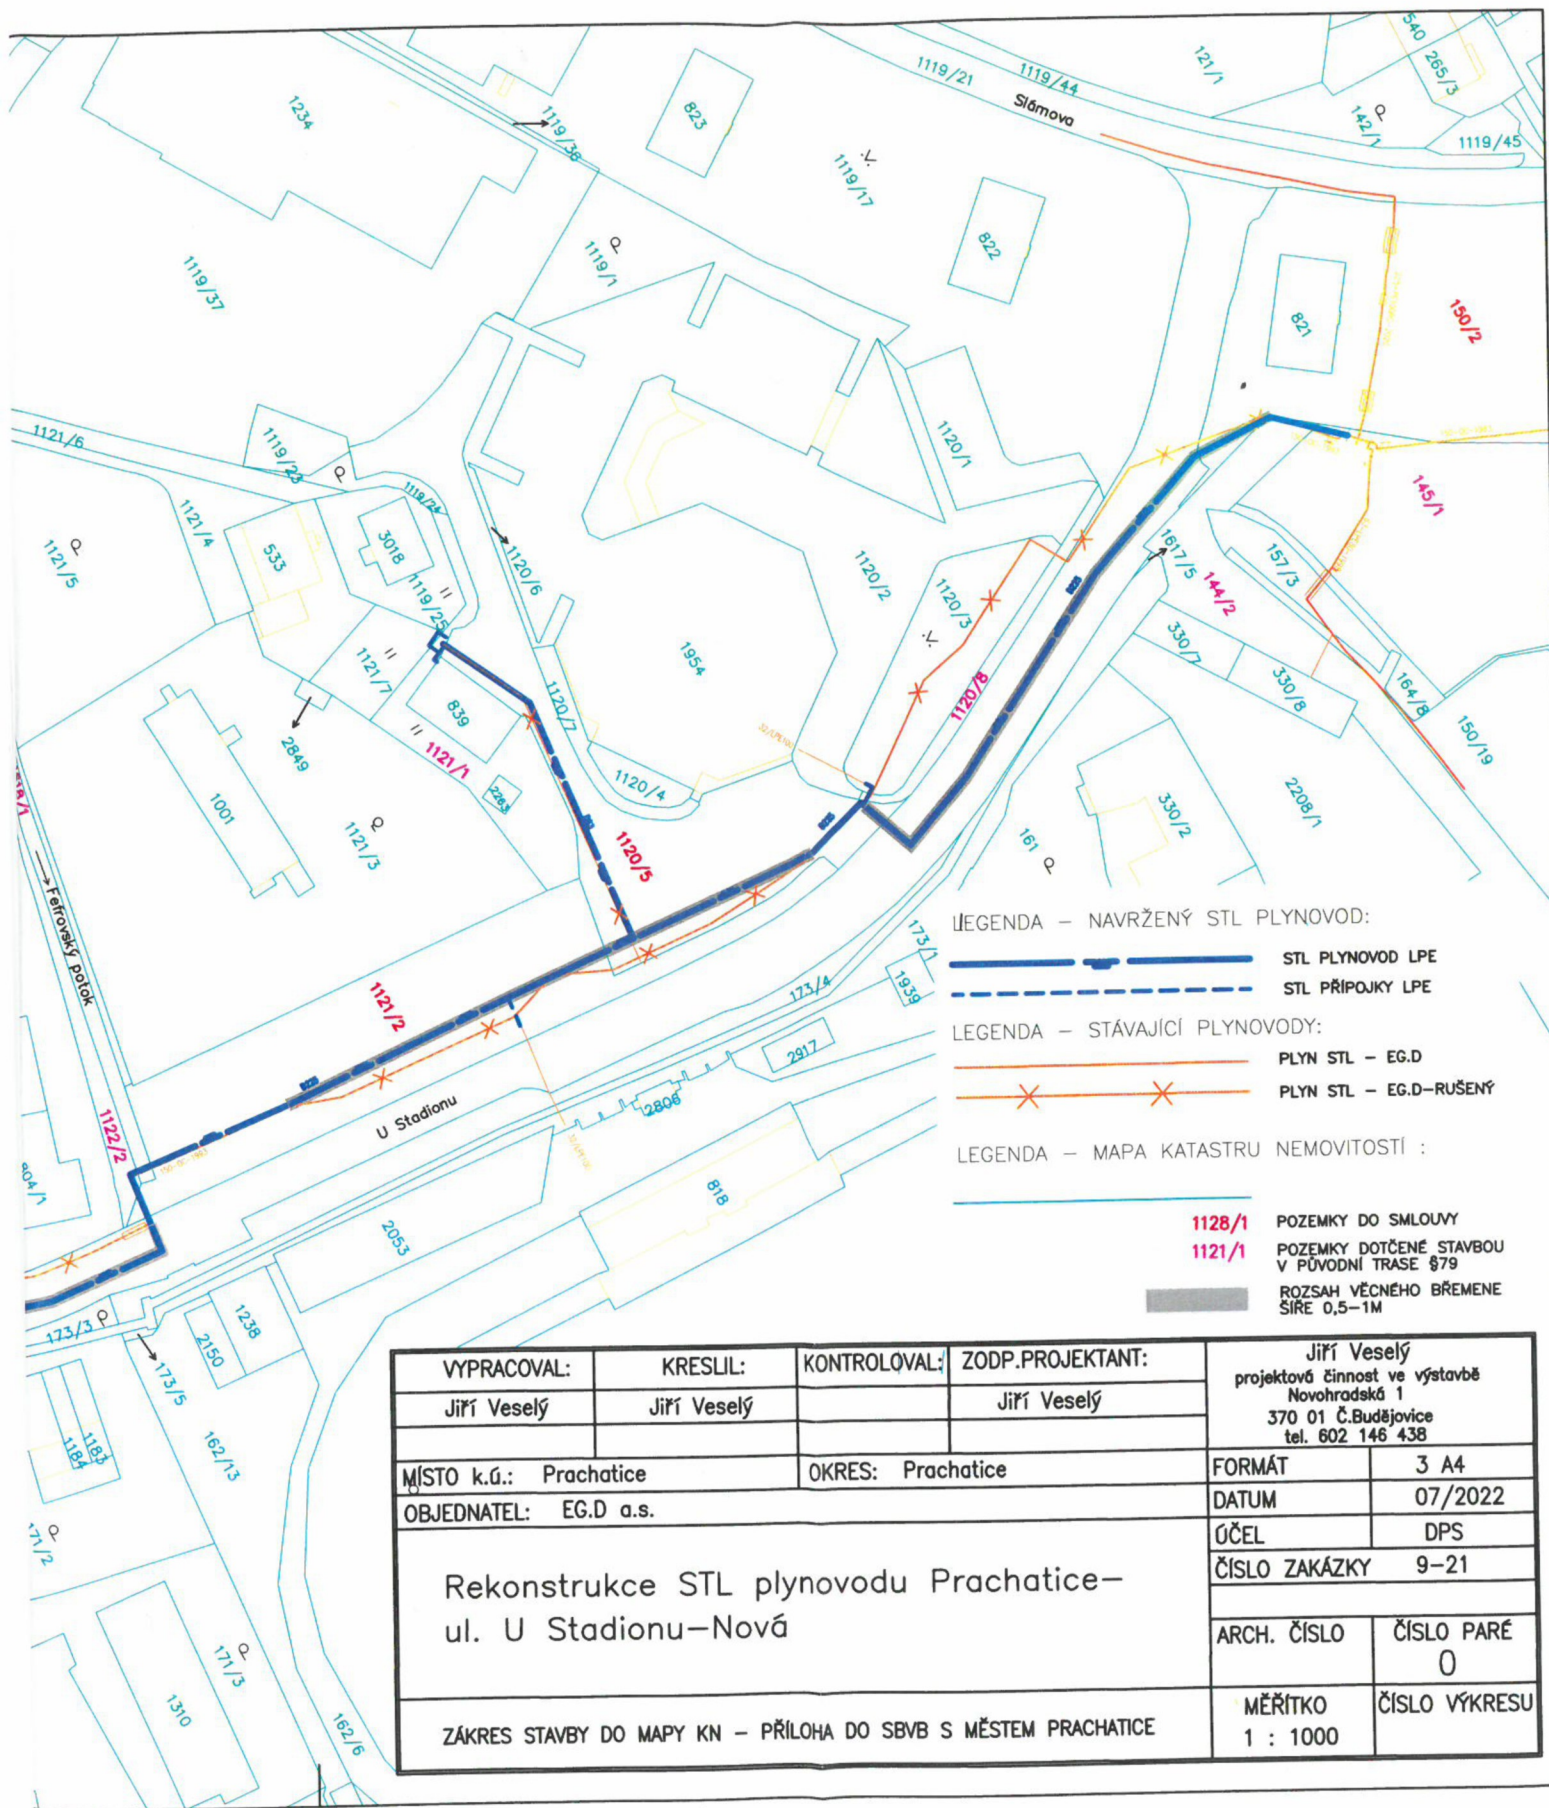 540
265/3
121/1
1119/21
1119/44
Slámova
142/1
1119/45
1234
1119/38
823
1119/17
822
1119/1
1119/37
821
150/2
1121/6
1119/23
1119/24
1121/4
1120/1
145/1
1121/5
533
3018
1119/25
1120/6
1120/2
1120/3
1617/5
157/3
144/2
330/7
330/8
164/8
150/19
1121/7
839
1954
1120/8
1120/7
2849
1121/1
2263
1120/4
1001
1121/3
1120/5
330/2
2208/1
161
Fefrovský potok
1121/2
173/1
1939
173/4
2917
2806
U Stadionu
1122/2
904/1
818
2053
173/3
1238
2150
173/5
1184
1183
162/13
171/2
171/3
1310
162/6
LEGENDA – NAVRŽENÝ STL PLYNOVOD:
STL PLYNOVOD LPE
STL PŘÍPOJKY LPE
LEGENDA – STÁVAJÍCÍ PLYNOVODY:
PLYN STL – EG.D
PLYN STL – EG.D–RUŠENÝ
LEGENDA – MAPA KATASTRU NEMOVITOSTÍ :
1128/1 POZEMKY DO SMLOUVY
1121/1 POZEMKY DOTČENÉ STAVBOU
V PŮVODNÍ TRASE §79
ROZSAH VĚCNÉHO BŘEMENE
ŠÍŘE 0,5–1M
VYPRACOVAL: KRESLIL: KONTROLOVAL: ZODP.PROJEKTANT:
Jiří Veselý Jiří Veselý Jiří Veselý
Jiří Veselý
projektová činnost ve výstavbě
Novohradská 1
370 01 Č.Budějovice
tel. 602 146 438
MÍSTO k.ú.: Prachatice OKRES: Prachatice
OBJEDNATEL: EG.D a.s.
FORMÁT 3 A4
DATUM 07/2022
ÚČEL DPS
ČÍSLO ZAKÁZKY 9–21
Rekonstrukce STL plynovodu Prachatice–
ul. U Stadionu–Nová
ARCH. ČÍSLO ČÍSLO PARÉ
0
ZÁKRES STAVBY DO MAPY KN – PŘÍLOHA DO SBVB S MĚSTEM PRACHATICE
MĚŘÍTKO ČÍSLO VÝKRESU
1 : 1000